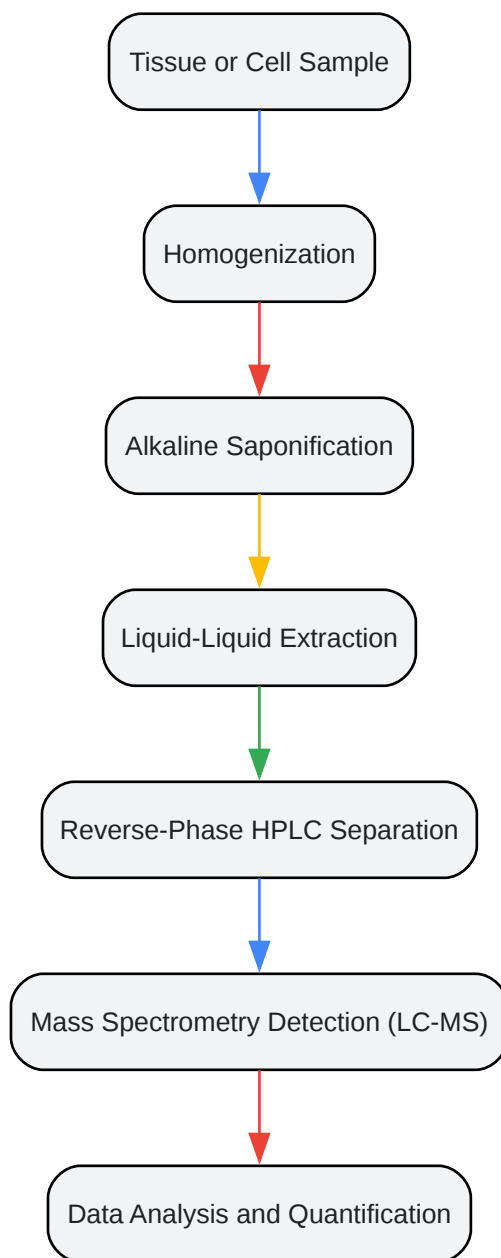 Tissue or Cell Sample
Homogenization
Alkaline Saponification
Liquid-Liquid Extraction
Reverse-Phase HPLC Separation
Mass Spectrometry Detection (LC-MS)
Data Analysis and Quantification